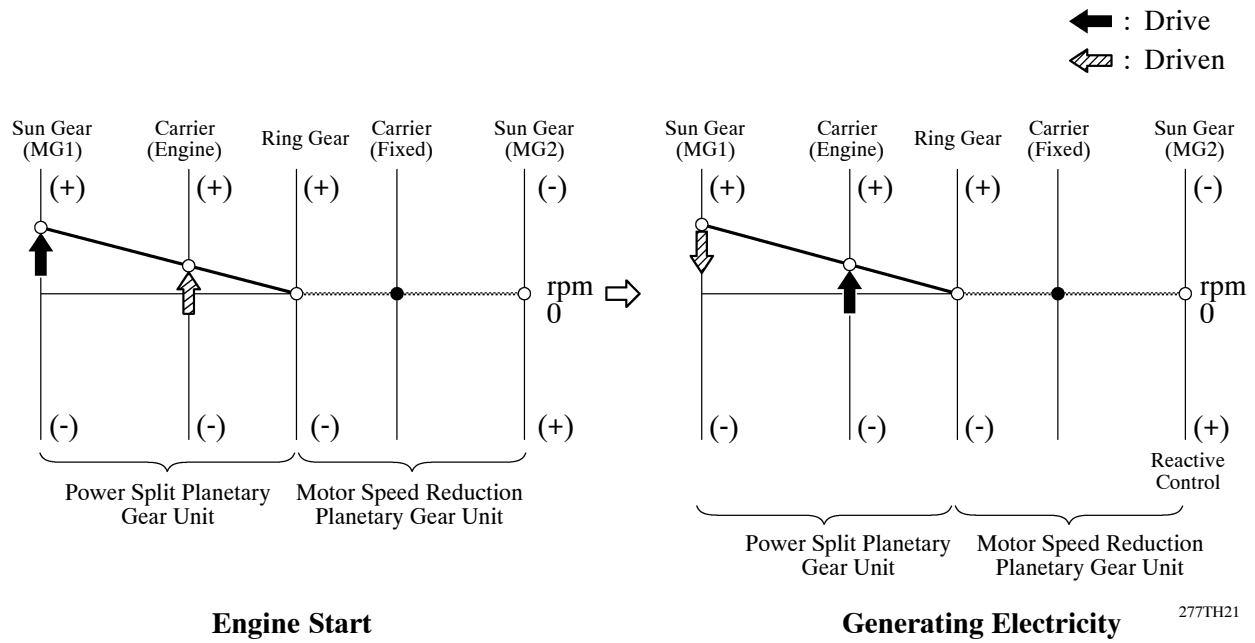 : Drive
: Driven
Sun Gear
(MG1)
Carrier
(Engine)
Ring Gear
Carrier
(Fixed)
Sun Gear
(MG2)
(+) (+) (+) (-)
rpm
0
(-) (-) (-) (+)
Power Split Planetary
Gear Unit
Motor Speed Reduction
Planetary Gear Unit
Engine Start
Sun Gear
(MG1)
Carrier
(Engine)
Ring Gear
Carrier
(Fixed)
Sun Gear
(MG2)
(+) (+) (+) (-)
rpm
0
(-) (-) (-) (+)
Reactive
Control
Power Split Planetary
Gear Unit
Motor Speed Reduction
Planetary Gear Unit
Generating Electricity
277TH21